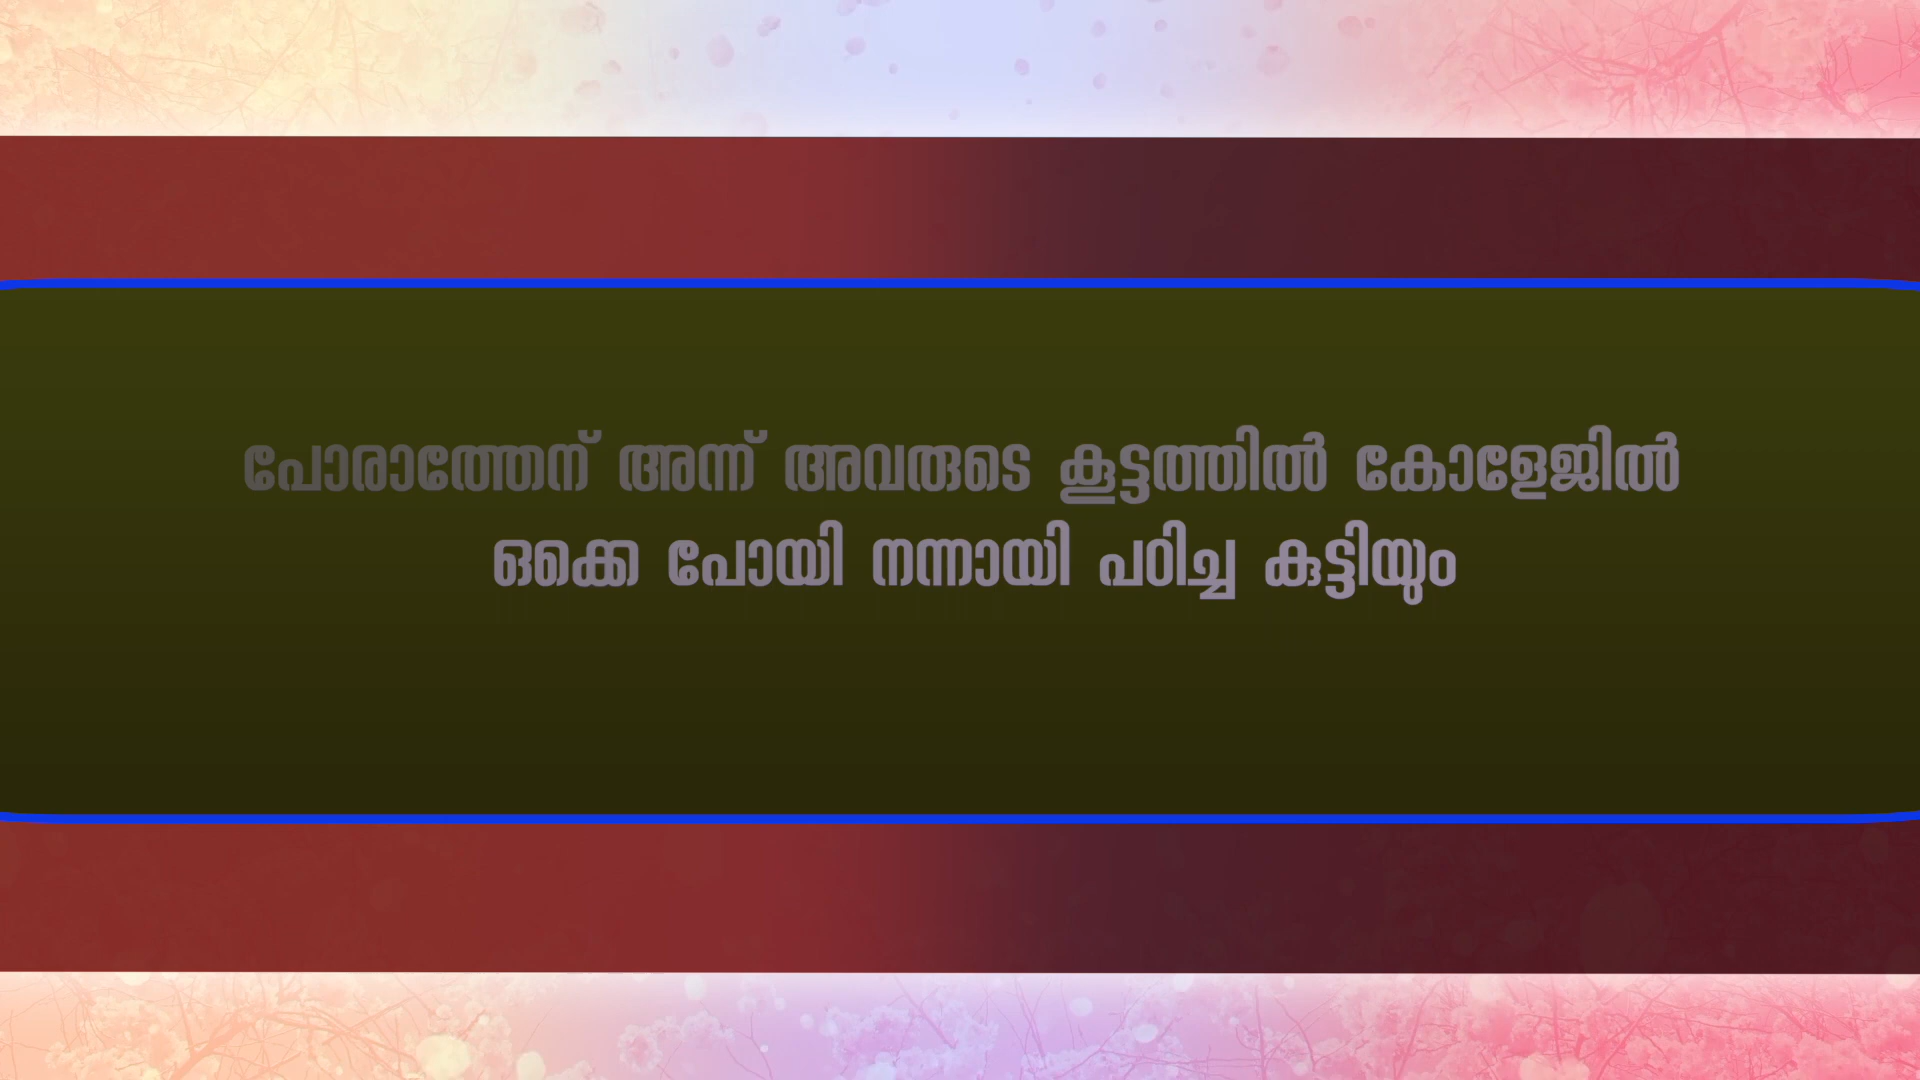 പോരാത്തേന് അന്ന് അവരുടെ കൂട്ടത്തിൽ കോളേജിൽ
ഒക്കെ പോയി നന്നായി പഠിച്ച കുട്ടിയും